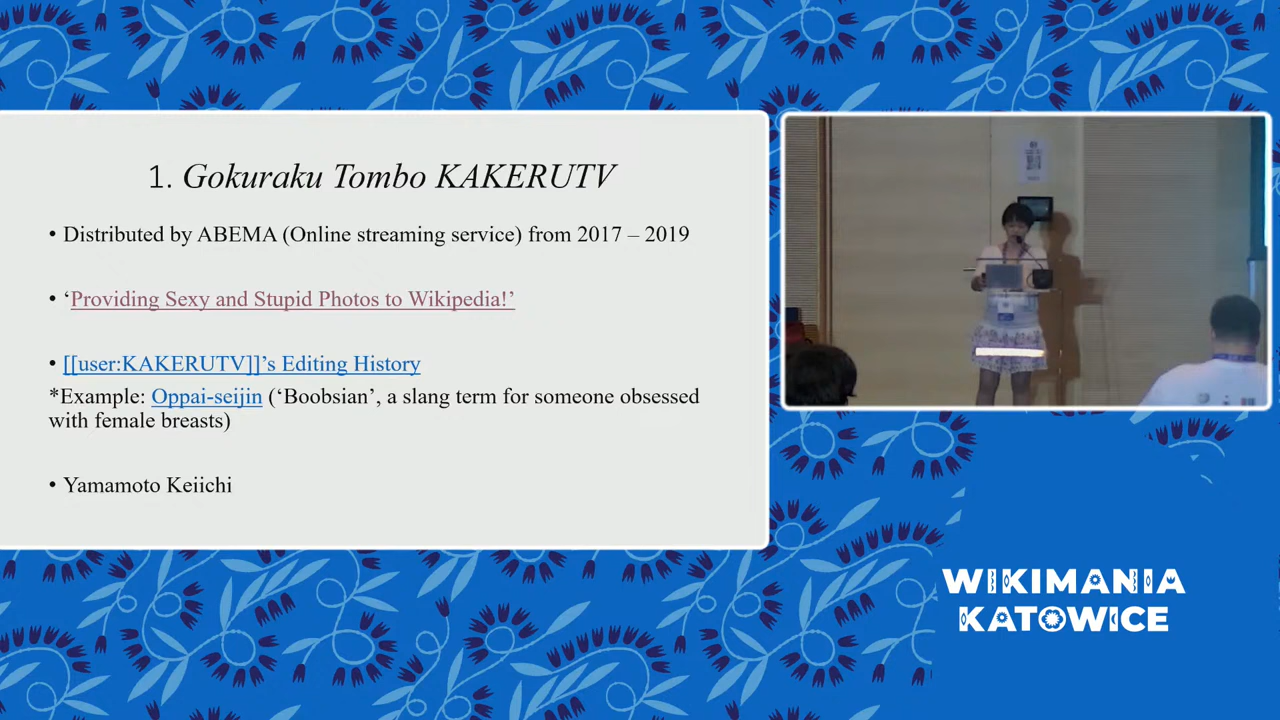 1. Gokuraku Tombo KAKERUTV
• Distributed by ABEMA (Online streaming service) from 2017 – 2019
• ‘Providing Sexy and Stupid Photos to Wikipedia!’
• [[user:KAKERUTV]]’s Editing History
*Example: Oppai-seijin (‘Boobsian’, a slang term for someone obsessed
with female breasts)
• Yamamoto Keiichi
WIKIMANIA
KATOWICE